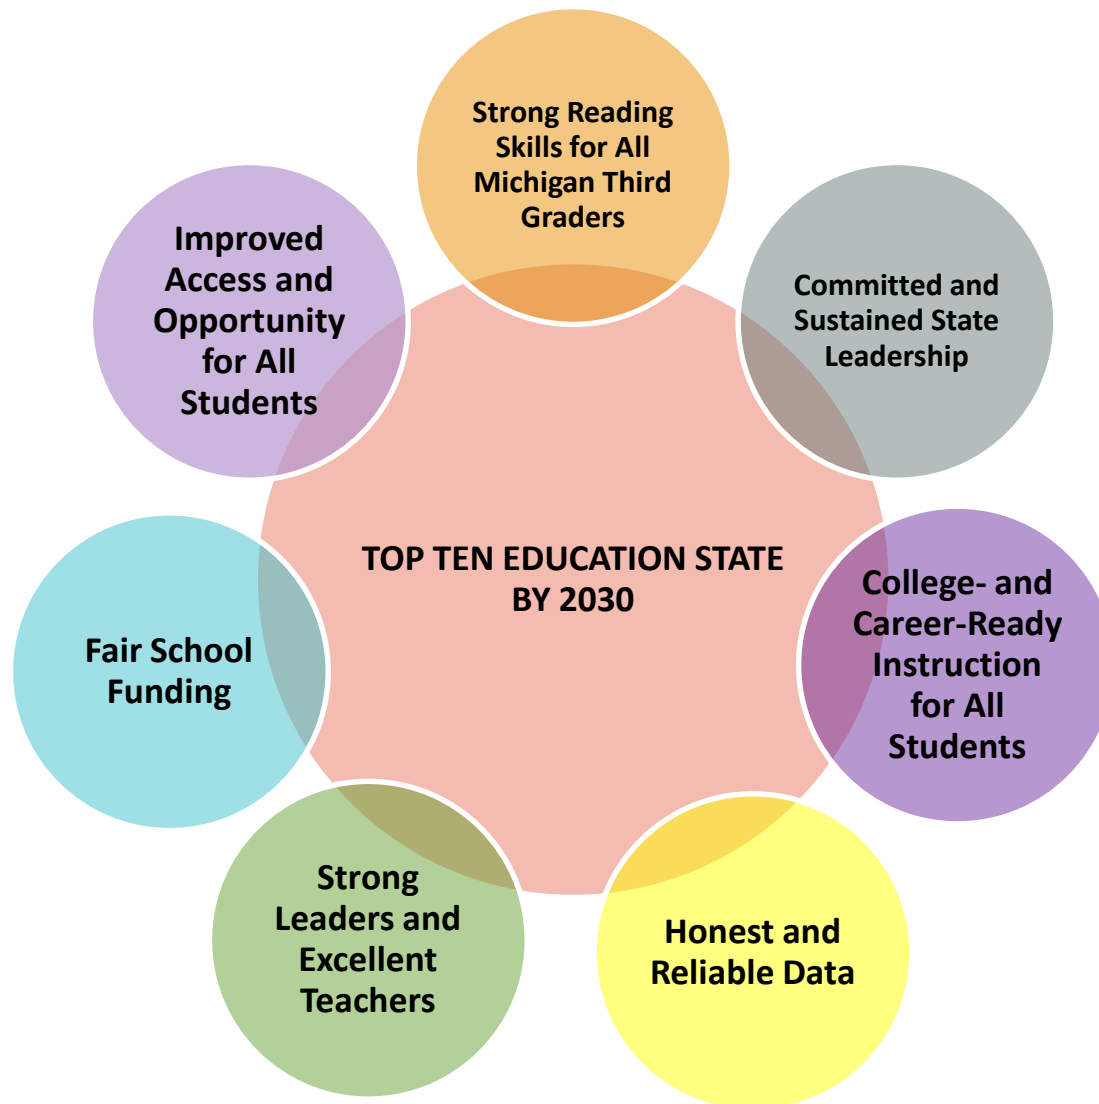 Strong Reading
Skills for All
Michigan Third
Graders
Committed and
Sustained State
Leadership
College- and
Career-Ready
Instruction
for All
Students
Honest and
Reliable Data
Strong
Leaders and
Excellent
Teachers
Fair School
Funding
Improved
Access and
Opportunity
for All
Students
TOP TEN EDUCATION STATE
BY 2030